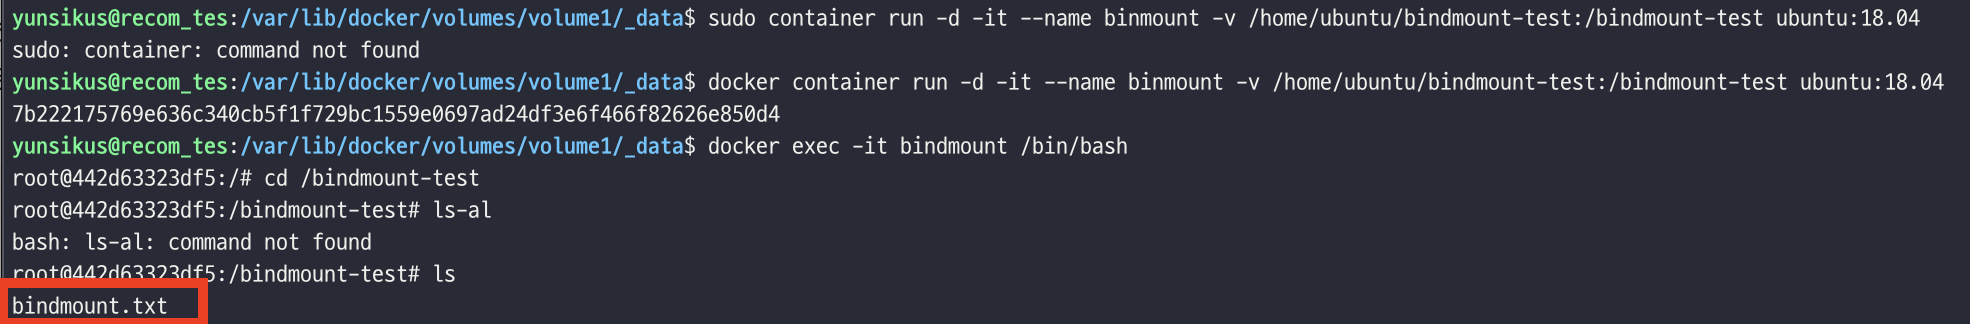 yunsikus@recom_tes:/var/lib/docker/volumes/volume1/_data$ sudo container run -d -it --name binmount -v /home/ubuntu/bindmount-test:/bindmount-test ubuntu:18.04
sudo: container: command not found
yunsikus@recom_tes:/var/lib/docker/volumes/volume1/_data$ docker container run -d -it --name binmount -v /home/ubuntu/bindmount-test:/bindmount-test ubuntu:18.04
7b222175769e636c340cb5f1f729bc1559e0697ad24df3e6f466f82626e850d4
yunsikus@recom_tes:/var/lib/docker/volumes/volume1/_data$ docker exec -it bindmount /bin/bash
root@442d63323df5:/# cd /bindmount-test
root@442d63323df5:/bindmount-test# ls-al
bash: ls-al: command not found
root@442d63323df5:/bindmount-test# ls
bindmount.txt